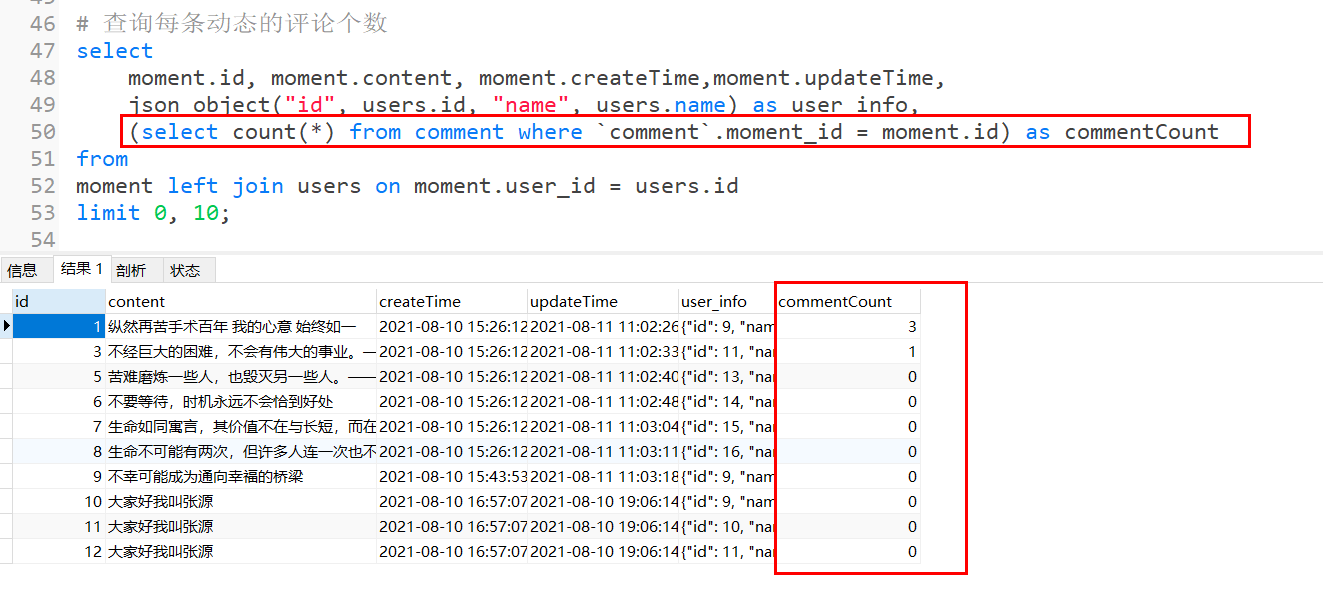 46 # 查询每条动态的评论个数
47 select
48 moment.id, moment.content, moment.createTime,moment.updateTime,
49 json_object("id", users.id, "name", users.name) as user_info,
50 (select count(*) from comment where `comment`.moment_id = moment.id) as commentCount
51 from
52 moment left join users on moment.user_id = users.id
53 limit 0, 10;
54
信息 结果 1 剖析 状态
id content createTime updateTime user_info commentCount
1 纵然再苦手术百年 我的心意 始终如一 2021-08-10 15:26:12 2021-08-11 11:02:26 {"id": 9, "nam 3
3 不经巨大的困难，不会有伟大的事业。— 2021-08-10 15:26:12 2021-08-11 11:02:33 {"id": 11, "nai 1
5 苦难磨炼一些人，也毁灭另一些人。—— 2021-08-10 15:26:12 2021-08-11 11:02:40 {"id": 13, "nai 0
6 不要等待，时机永远不会恰到好处 2021-08-10 15:26:12 2021-08-11 11:02:48 {"id": 14, "nai 0
7 生命如同寓言，其价值不在与长短，而在 2021-08-10 15:26:12 2021-08-11 11:03:04 {"id": 15, "nai 0
8 生命不可能有两次，但许多人连一次也不 2021-08-10 15:26:12 2021-08-11 11:03:11 {"id": 16, "nai 0
9 不幸可能成为通向幸福的桥梁 2021-08-10 15:43:53 2021-08-11 11:03:18 {"id": 9, "nam 0
10 大家好我叫张源 2021-08-10 16:57:07 2021-08-10 19:06:14 {"id": 9, "nam 0
11 大家好我叫张源 2021-08-10 16:57:07 2021-08-10 19:06:14 {"id": 10, "nai 0
12 大家好我叫张源 2021-08-10 16:57:07 2021-08-10 19:06:14 {"id": 11, "nai 0